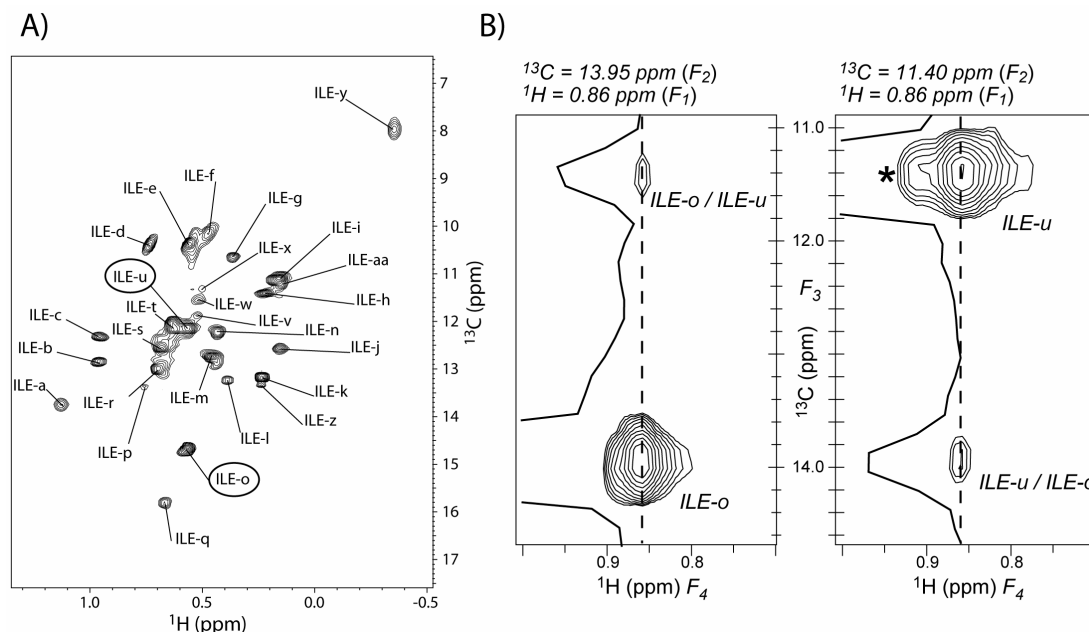 A)
B)
7
8
9
10
11
12
13
14
15
16
17
¹³C (ppm)
1.0
0.5
0.0
-0.5
¹H (ppm)
ILE-y
ILE-f
ILE-e
ILE-g
ILE-i
ILE-d
ILE-x
ILE-aa
ILE-u
ILE-w
ILE-h
ILE-t
ILE-v
ILE-c
ILE-s
ILE-n
ILE-b
ILE-j
ILE-a
ILE-r
ILE-m
ILE-k
ILE-z
ILE-p
ILE-l
ILE-o
ILE-q
¹³C = 13.95 ppm (F₂)
¹H = 0.86 ppm (F₁)
ILE-o / ILE-u
ILE-o
0.9
0.8
¹H (ppm) F₄
¹³C = 11.40 ppm (F₂)
¹H = 0.86 ppm (F₁)
11.0
12.0
F₃
¹³C (ppm)
14.0
*
ILE-u
ILE-u / ILE-o
0.9
0.8
¹H (ppm) F₄